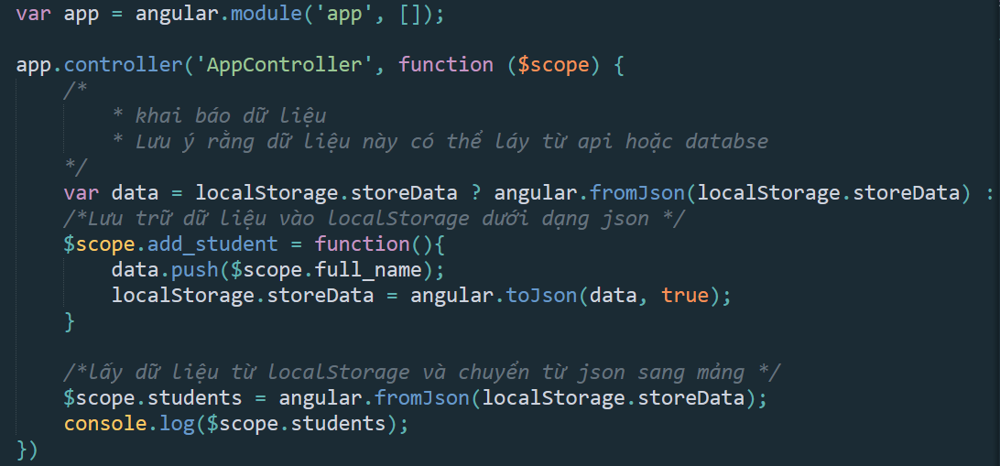 var app = angular.module('app', []);
app.controller('AppController', function ($scope) {
/*
* khai báo dữ liệu
* Lưu ý rằng dữ liệu này có thể láy từ api hoặc databse
*/
var data = localStorage.storeData ? angular.fromJson(localStorage.storeData) :
/*Lưu trữ dữ liệu vào localStorage dưới dạng json */
$scope.add_student = function(){
data.push($scope.full_name);
localStorage.storeData = angular.toJson(data, true);
}
/*lấy dữ liệu từ localStorage và chuyển từ json sang mảng */
$scope.students = angular.fromJson(localStorage.storeData);
console.log($scope.students);
})